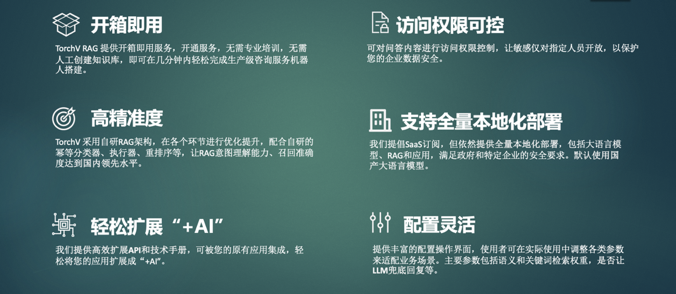 开箱即用
TorchV RAG 提供开箱即用服务，开通服务，无需专业培训，无需
人工创建知识库，即可在几分钟内轻松完成生产级咨询服务机器
人搭建。
访问权限可控
可对问答内容进行访问权限控制，让敏感仅对指定人员开放，以保护
您的企业数据安全。
高精准度
TorchV 采用自研RAG架构，在各个环节进行优化提升，配合自研的
幂等分类器、执行器、重排序等，让RAG意图理解能力、召回准确
度达到国内领先水平。
支持全量本地化部署
我们提倡SaaS订阅，但依然提供全量本地化部署，包括大语言模
型、RAG和应用，满足政府和特定企业的安全要求。默认使用国
产大语言模型。
轻松扩展“+AI”
我们提供高效扩展API和技术手册，可被您的原有应用集成，轻
松将您的应用扩展成“+AI”。
配置灵活
提供丰富的配置操作界面，使用者可在实际使用中调整各类参数
来适配业务场景。主要参数包括语义和关键词检索权重，是否让
LLM兜底回复等。